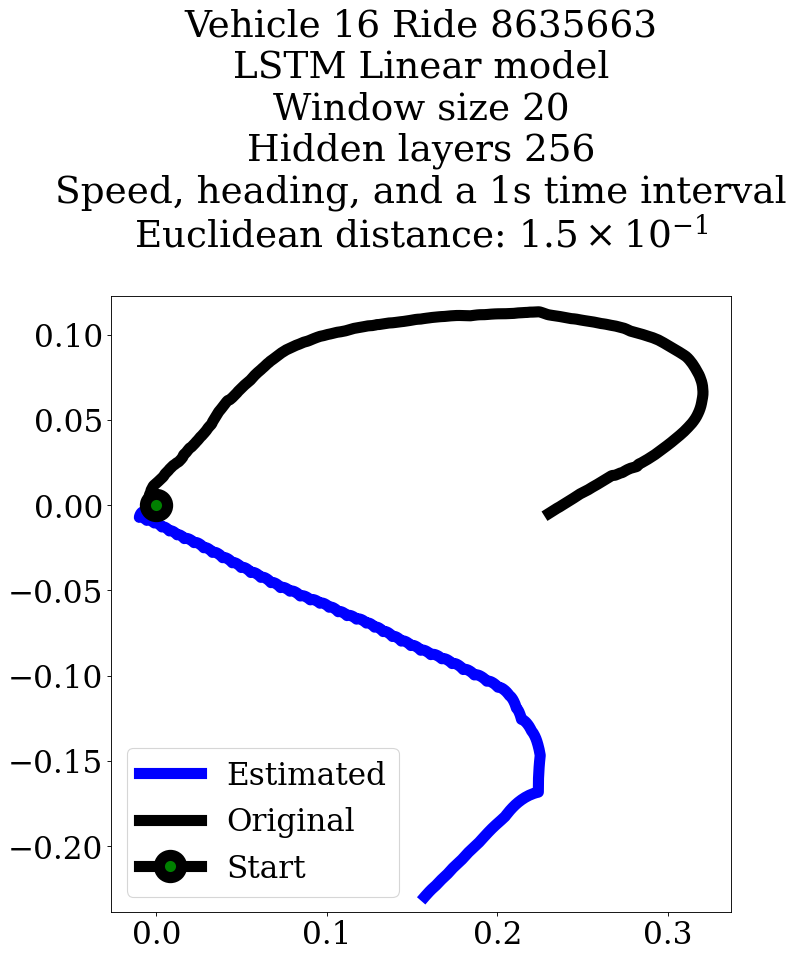 Vehicle 16 Ride 8635663
LSTM Linear model
Window size 20
Hidden layers 256
Speed, heading, and a 1s time interval
Euclidean distance: 1.5 × 10⁻¹
0.10
0.05
0.00
−0.05
−0.10
−0.15
−0.20
Estimated
Original
Start
0.0 0.1 0.2 0.3